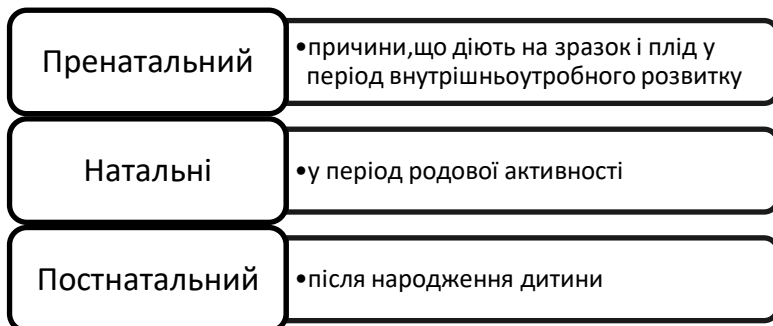 Пренатальний
•причини,що діють на зразок і плід у
період внутрішньоутробного розвитку
Натальні
•у період родової активності
Постнатальний
•після народження дитини